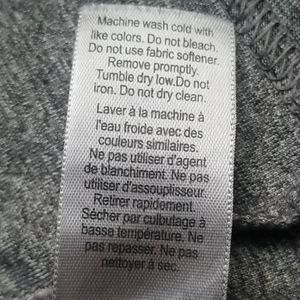 Machine wash cold with
like colors. Do not bleach.
Do not use fabric softener.
Remove promptly.
Tumble dry low.Do not
iron. Do not dry clean.
Laver à la machine à
l'eau froide avec des
couleurs similaires.
Ne pas utiliser d'agent
de blanchiment. Ne pas
utiliser d'assouplisseur.
Retirer rapidement.
Sécher par culbutage à
basse température. Ne
pas repasser. Ne pas
nettoyer à sec.